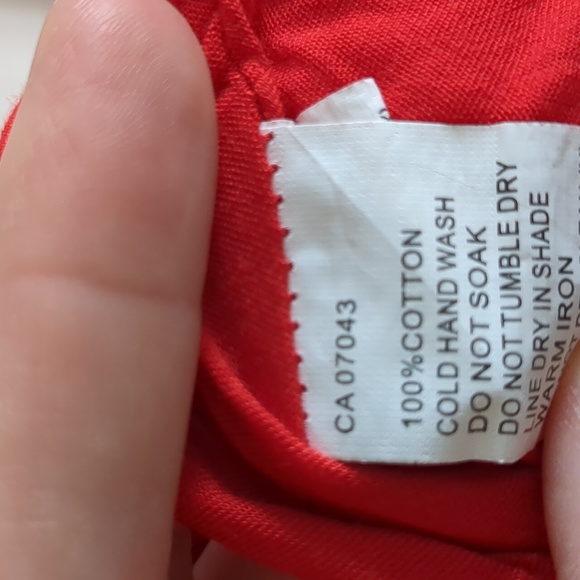 CA 07043
100%COTTON
COLD HAND WASH
DO NOT SOAK
DO NOT TUMBLE DRY
LINE DRY IN SHADE
WARM IRON